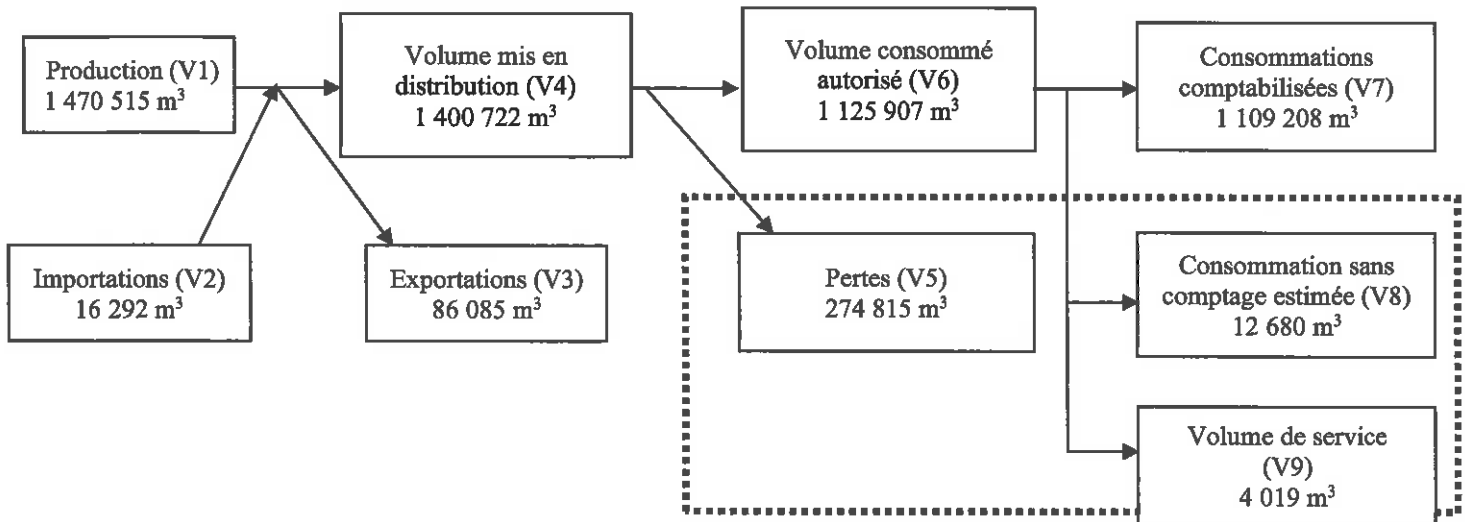 Production (V1)
1 470 515 m³
Volume mis en
distribution (V4)
1 400 722 m³
Volume consommé
autorisé (V6)
1 125 907 m³
Consommations
comptabilisées (V7)
1 109 208 m³
Importations (V2)
16 292 m³
Exportations (V3)
86 085 m³
Pertes (V5)
274 815 m³
Consommation sans
comptage estimée (V8)
12 680 m³
Volume de service
(V9)
4 019 m³